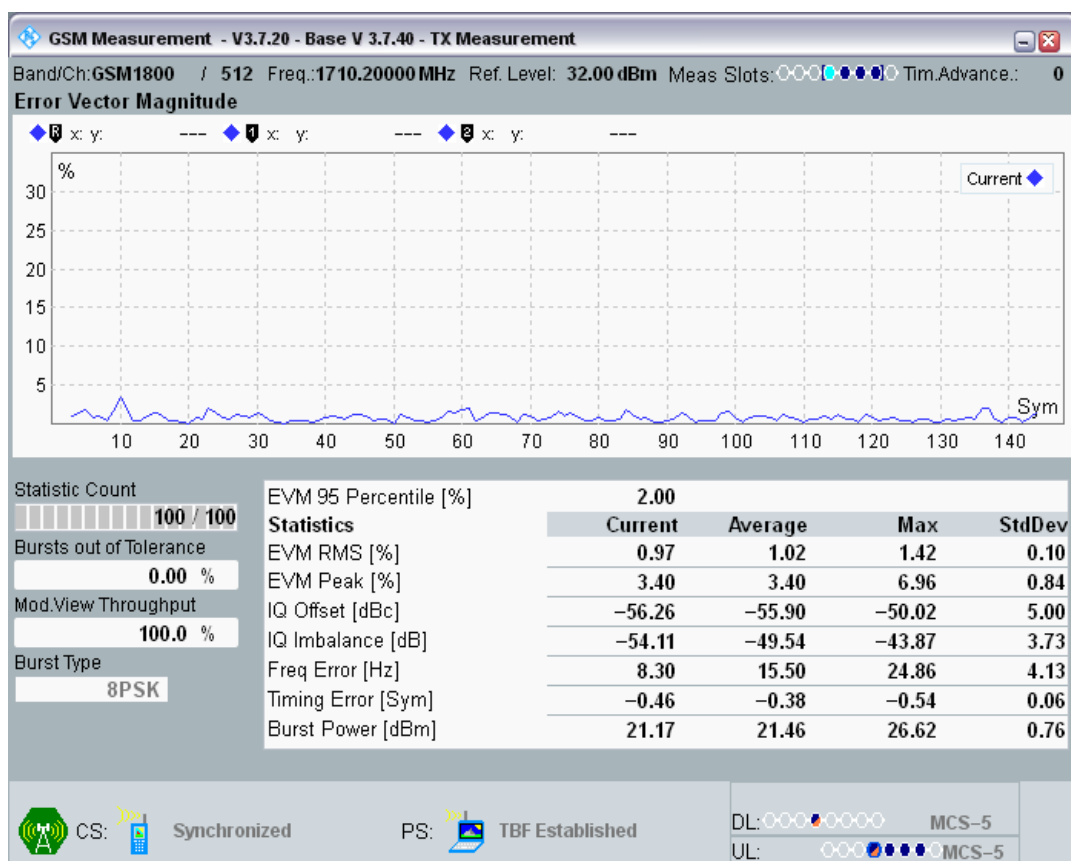 GSM Measurement - V3.7.20 - Base V 3.7.40 - TX Measurement
Band/Ch:GSM1800 / 512 Freq.:1710.20000 MHz Ref. Level: 32.00 dBm Meas Slots: Tim.Advance.: 0
Error Vector Magnitude
R x: y: --- 1 x: y: --- 2 x: y: ---
%
Current
30
25
20
15
10
5
Sym
10 20 30 40 50 60 70 80 90 100 110 120 130 140
Statistic Count
100 / 100
Bursts out of Tolerance
0.00 %
Mod.View Throughput
100.0 %
Burst Type
8PSK
EVM 95 Percentile [%] 2.00
Statistics Current Average Max StdDev
EVM RMS [%] 0.97 1.02 1.42 0.10
EVM Peak [%] 3.40 3.40 6.96 0.84
IQ Offset [dBc] −56.26 −55.90 −50.02 5.00
IQ Imbalance [dB] −54.11 −49.54 −43.87 3.73
Freq Error [Hz] 8.30 15.50 24.86 4.13
Timing Error [Sym] −0.46 −0.38 −0.54 0.06
Burst Power [dBm] 21.17 21.46 26.62 0.76
CS: Synchronized PS: TBF Established
DL: MCS−5
UL: MCS−5